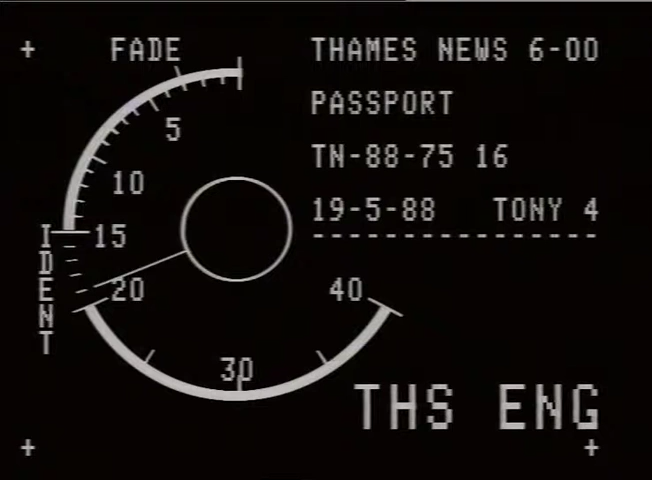 FADE
THAMES NEWS 6-00
PASSPORT
TN-88-75 16
19-5-88 TONY 4
----------------
5
10
15
20
30
40
IDENT
THS ENG